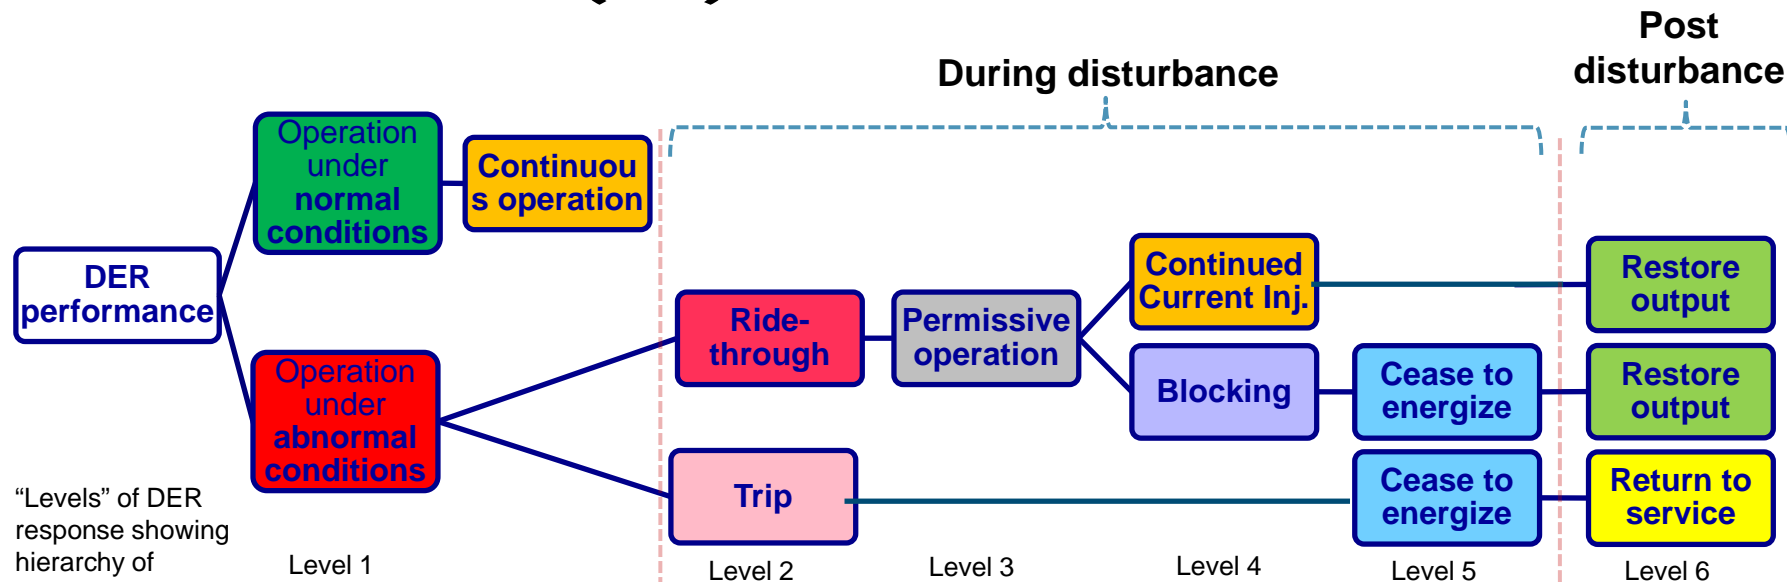 Post
disturbance
During disturbance
Operation
under
normal
conditions
Continuou
s operation
DER
performance
Operation
under
abnormal
conditions
Ride-
through
Permissive
operation
Continued
Current Inj.
Restore
output
Blocking
Cease to
energize
Restore
output
Trip
Cease to
energize
Return to
service
“Levels” of DER
response showing
hierarchy of
Level 1
Level 2
Level 3
Level 4
Level 5
Level 6